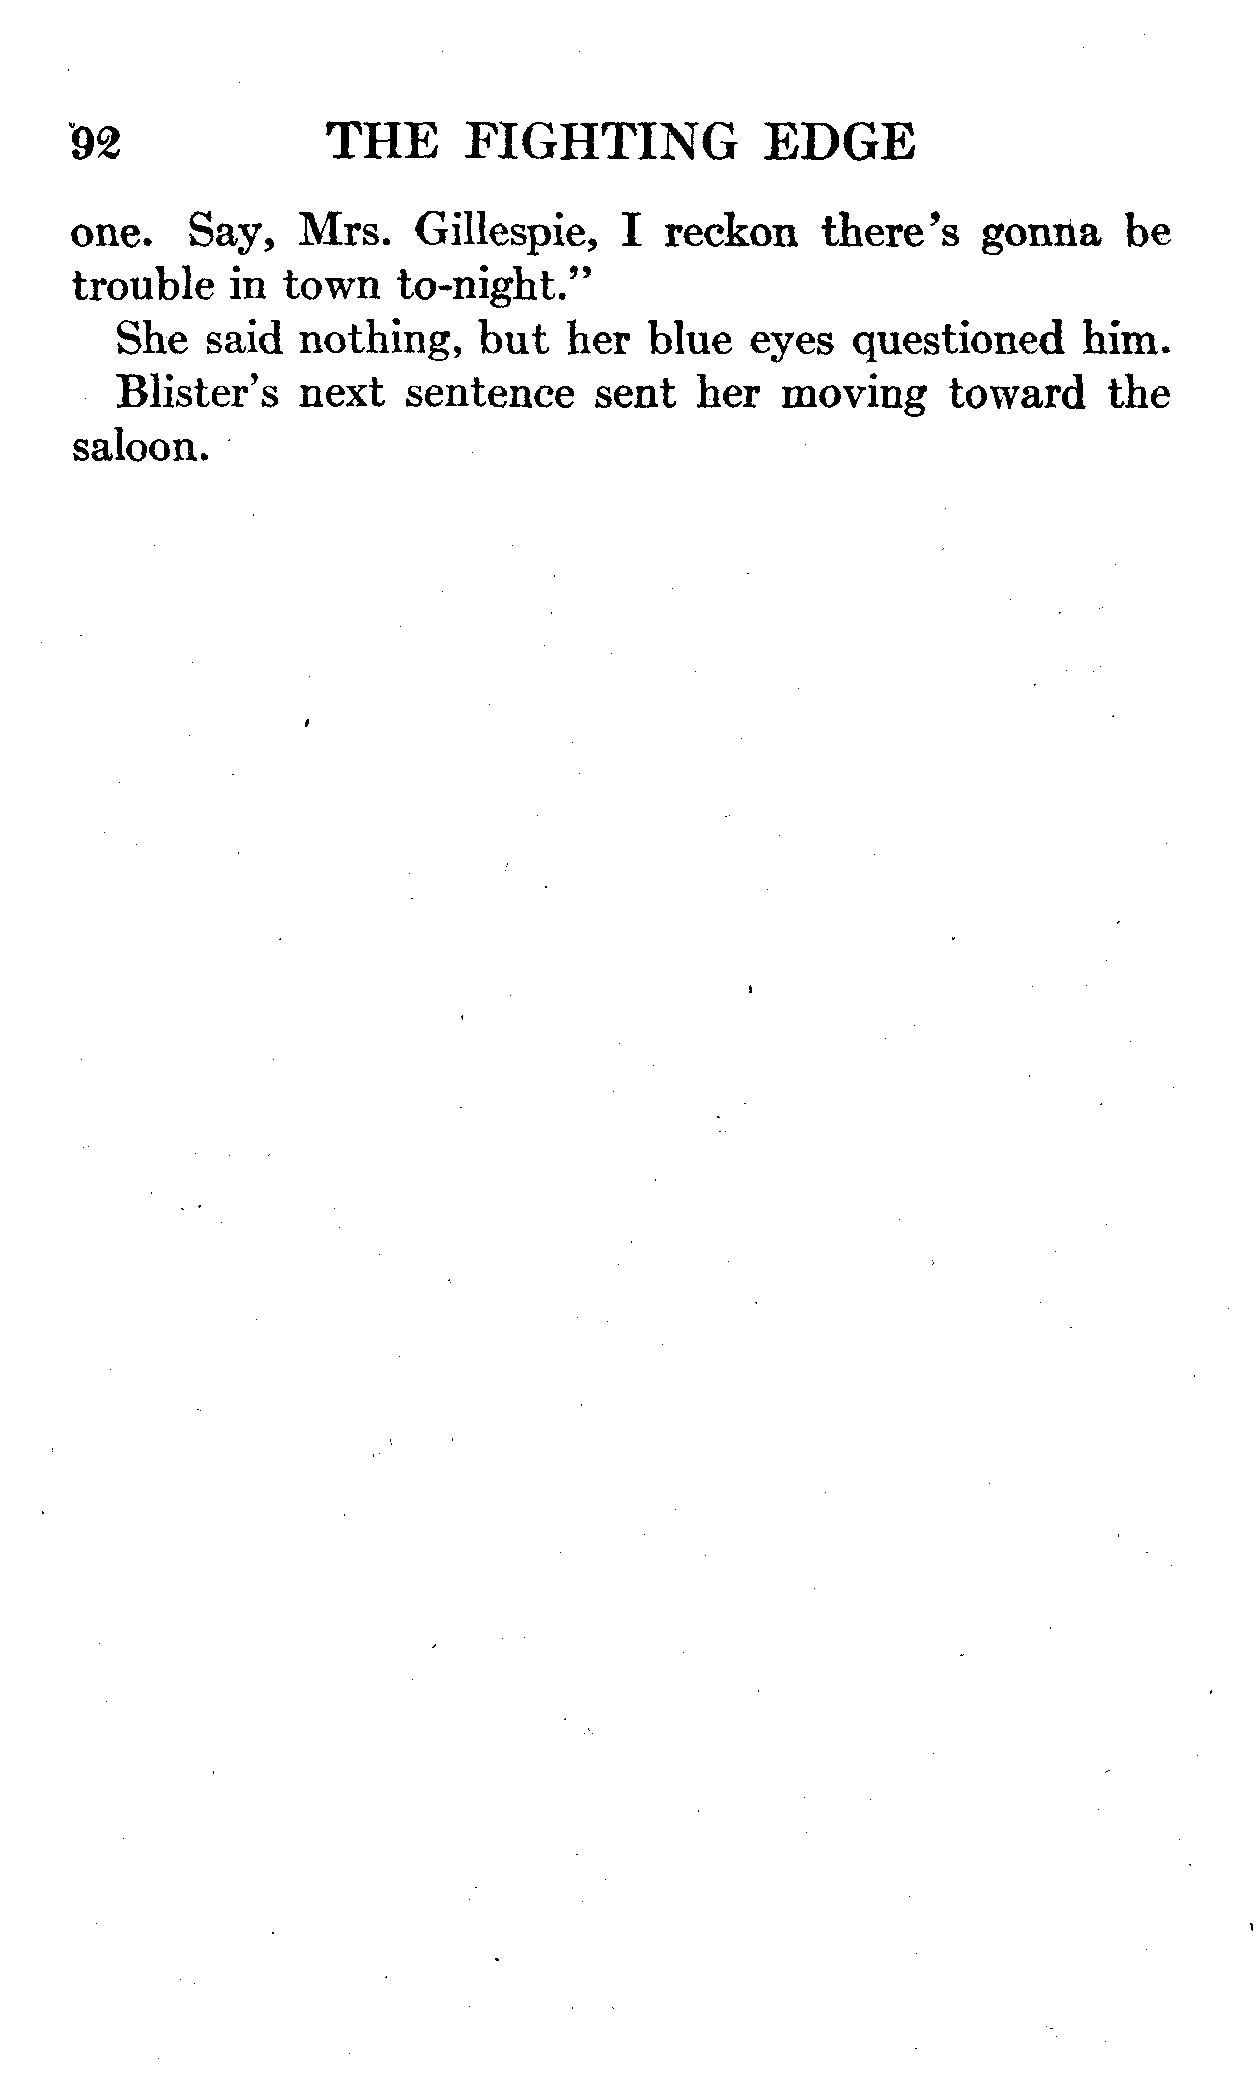 92 THE FIGHTING EDGE
one. Say, Mrs. Gillespie, I reckon there's gonna be
trouble in town to-night."
She said nothing, but her blue eyes questioned him.
Blister's next sentence sent her moving toward the
saloon.